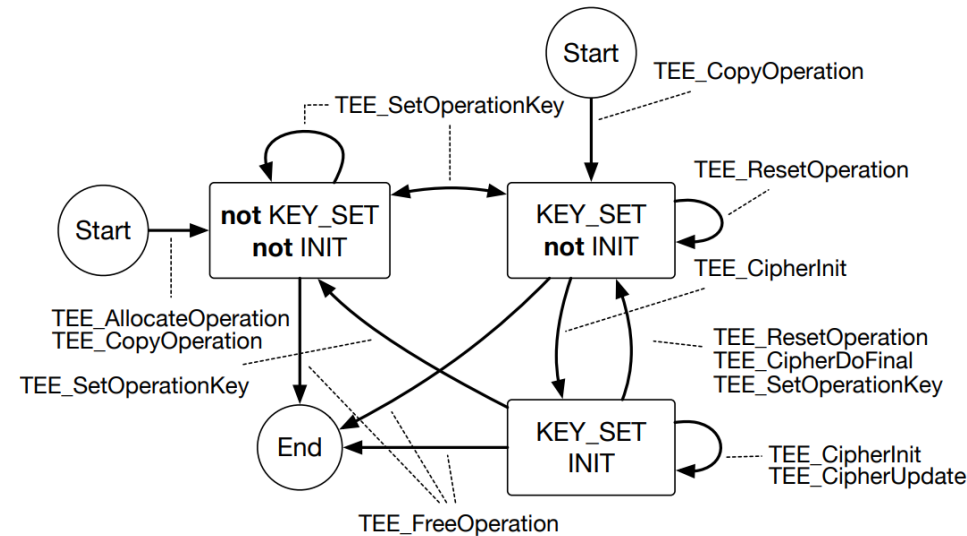 Start
TEE_CopyOperation
TEE_SetOperationKey
TEE_ResetOperation
Start
not KEY_SET
not INIT
KEY_SET
not INIT
TEE_CipherInit
TEE_AllocateOperation
TEE_CopyOperation
TEE_ResetOperation
TEE_CipherDoFinal
TEE_SetOperationKey
TEE_SetOperationKey
End
KEY_SET
INIT
TEE_CipherInit
TEE_CipherUpdate
TEE_FreeOperation